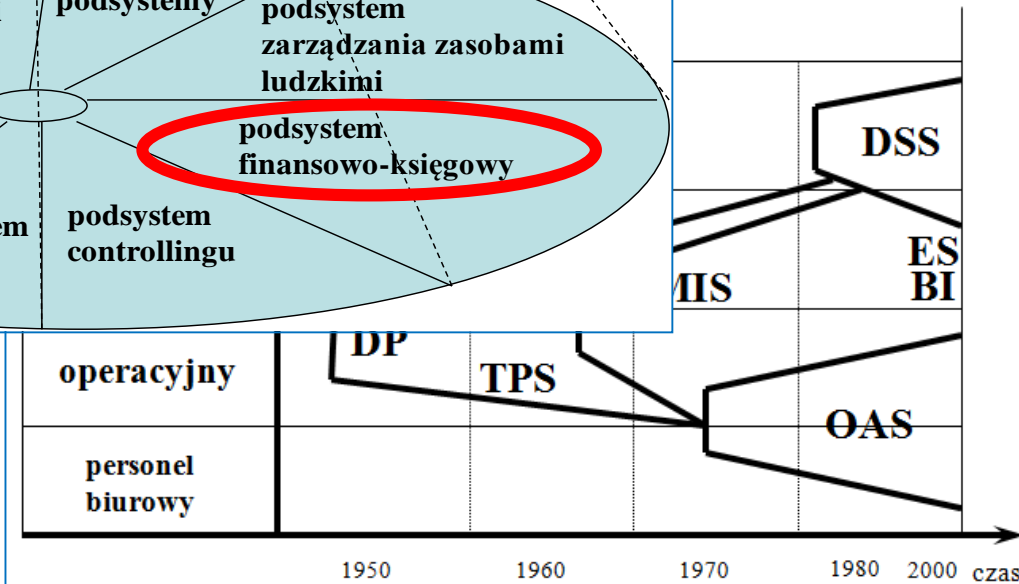 podsystemy
podsystem
zarządzania zasobami
ludzkimi
podsystem
finansowo-księgowy
podsystem
controllingu
DSS
ES
BI
MIS
DP
TPS
operacyjny
OAS
personel
biurowy
1950
1960
1970
1980
2000
czas